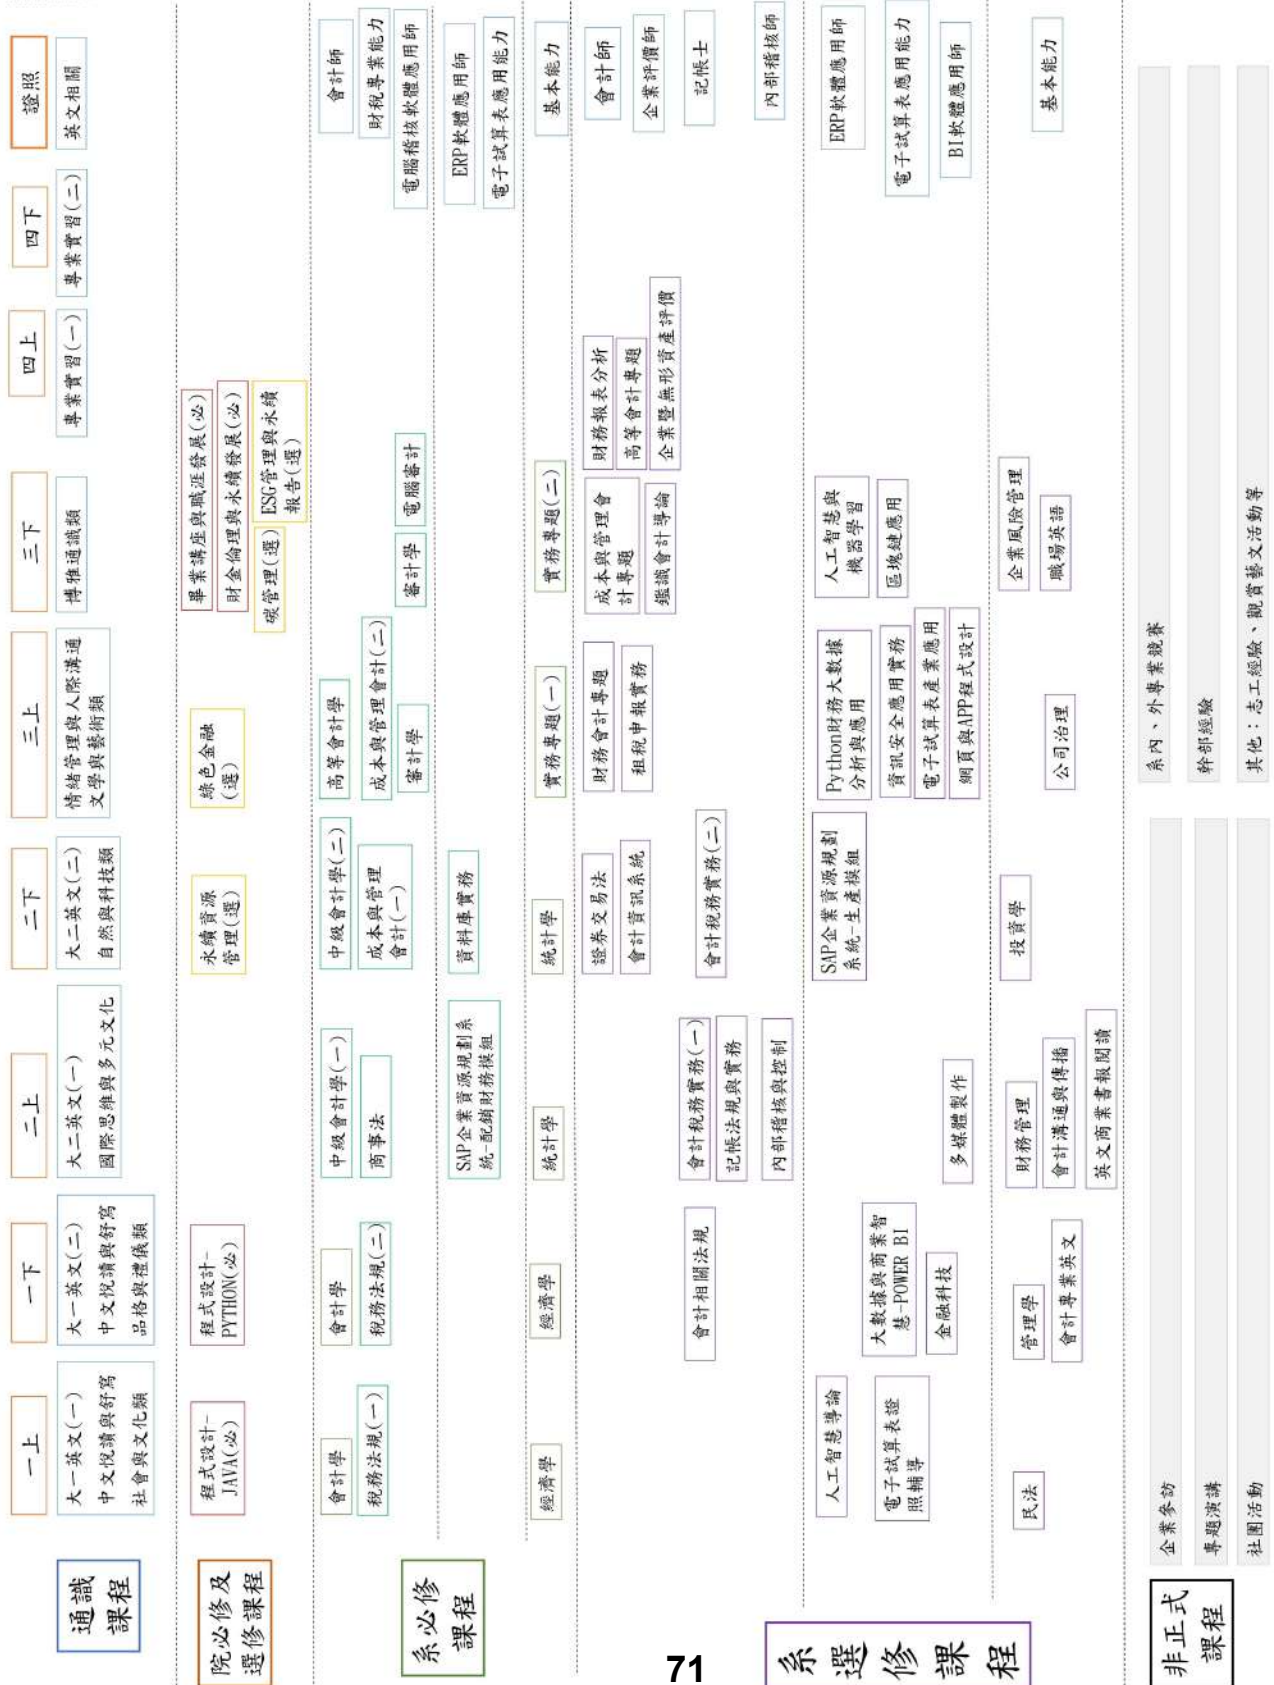 一上
一下
二上
二下
三上
三下
四上
四下
證照
通識
課程
大一英文(一)
中文悅讀與舒寫
社會與文化類
大一英文(二)
中文悅讀與舒寫
品格與禮儀類
大二英文(一)
國際思維與多元文化
大二英文(二)
自然與科技類
情緒管理與人際溝通
文學與藝術類
博雅通識類
專業實習(一)
專業實習(二)
英文相關
院必修及
選修課程
程式設計-
JAVA(必)
程式設計-
PYTHON(必)
永續資源
管理(選)
綠色金融
(選)
畢業講座與職涯發展(必)
財金倫理與永續發展(必)
碳管理(選)
ESG管理與永續
報告(選)
系必修
課程
會計學
稅務法規(一)
會計學
稅務法規(二)
中級會計學(一)
商事法
中級會計學(二)
成本與管理
會計(一)
高等會計學
成本與管理會計(二)
審計學
審計學
電腦審計
會計師
財稅專業能力
電腦稽核軟體應用師
SAP企業資源規劃系
統-配銷財務模組
資料庫實務
ERP軟體應用師
電子試算表應用能力
經濟學
經濟學
統計學
統計學
實務專題(一)
實務專題(二)
基本能力
系
選
修
課
程
會計相關法規
會計稅務實務(一)
記帳法規與實務
內部稽核與控制
證券交易法
會計資訊系統
會計稅務實務(二)
財務會計專題
租稅申報實務
成本與管理會
計專題
鑑識會計導論
財務報表分析
高等會計專題
企業暨無形資產評價
會計師
企業評價師
記帳士
內部稽核師
人工智慧導論
電子試算表證
照輔導
大數據與商業智
慧-POWER BI
金融科技
多媒體製作
SAP企業資源規劃
系統-生產模組
Python財務大數據
分析與應用
資訊安全應用實務
電子試算表產業應用
網頁與APP程式設計
人工智慧與
機器學習
區塊鏈應用
ERP軟體應用師
電子試算表應用能力
BI軟體應用師
民法
管理學
會計專業英文
財務管理
會計溝通與傳播
英文商業書報閱讀
投資學
公司治理
企業風險管理
職場英語
基本能力
非正式
課程
企業參訪
系內、外專業競賽
專題演講
幹部經驗
社團活動
其他：志工經驗、觀賞藝文活動等
71